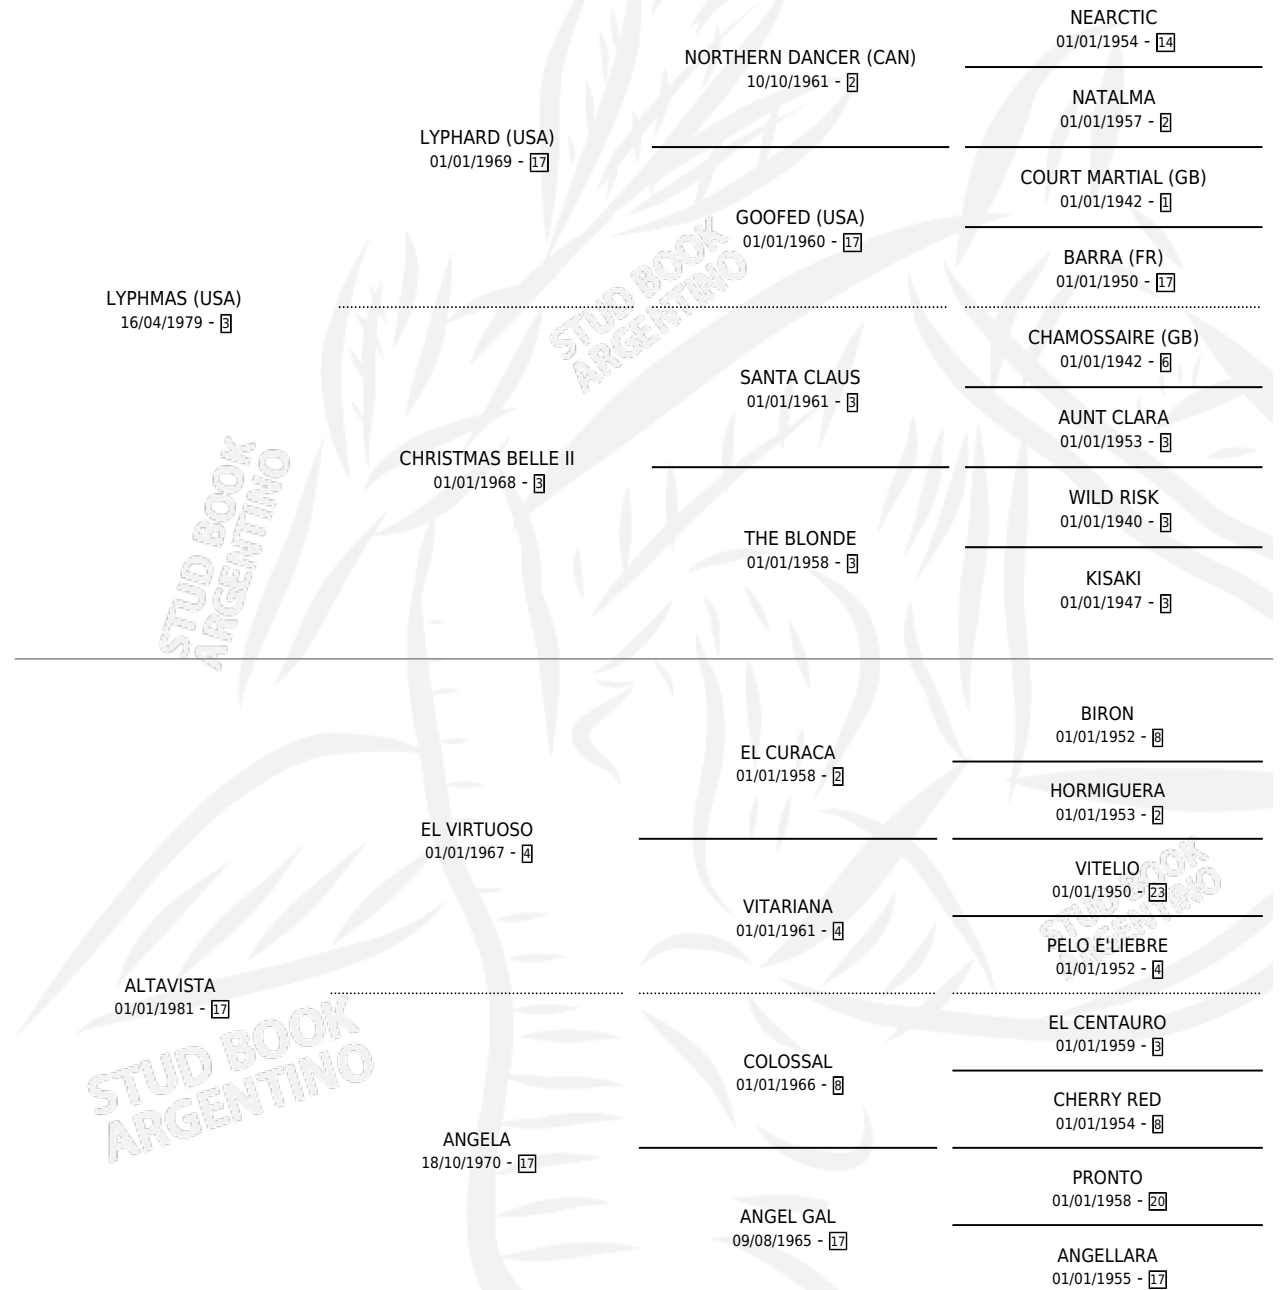 NEARCTIC
01/01/1954 - 14
NORTHERN DANCER (CAN)
10/10/1961 - 2
NATALMA
01/01/1957 - 2
LYPHARD (USA)
01/01/1969 - 17
COURT MARTIAL (GB)
01/01/1942 - 1
GOOFED (USA)
01/01/1960 - 17
BARRA (FR)
01/01/1950 - 17
LYPHMAS (USA)
16/04/1979 - 3
CHAMOSSAIRE (GB)
01/01/1942 - 6
SANTA CLAUS
01/01/1961 - 3
AUNT CLARA
01/01/1953 - 3
CHRISTMAS BELLE II
01/01/1968 - 3
WILD RISK
01/01/1940 - 3
THE BLONDE
01/01/1958 - 3
KISAKI
01/01/1947 - 3
BIRON
01/01/1952 - 8
EL CURACA
01/01/1958 - 2
HORMIGUERA
01/01/1953 - 2
EL VIRTUOSO
01/01/1967 - 4
VITELIO
01/01/1950 - 23
VITARIANA
01/01/1961 - 4
PELO E'LIEBRE
01/01/1952 - 4
ALTAVISTA
01/01/1981 - 17
EL CENTAURO
01/01/1959 - 3
COLOSSAL
01/01/1966 - 8
CHERRY RED
01/01/1954 - 8
ANGELA
18/10/1970 - 17
PRONTO
01/01/1958 - 20
ANGEL GAL
09/08/1965 - 17
ANGELLARA
01/01/1955 - 17
STUD BOOK
ARGENTINO
STUD BOOK
ARGENTINO
STUD BOOK
ARGENTINO
STUD BOOK
ARGENTINO